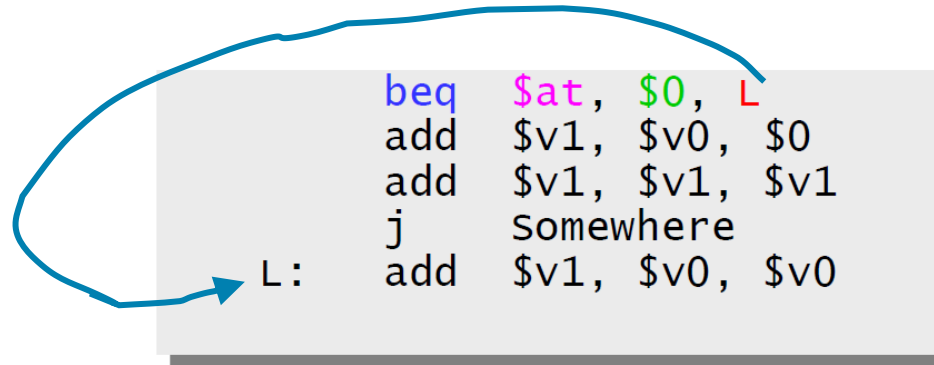 beq $at, $0, L
add $v1, $v0, $0
add $v1, $v1, $v1
j Somewhere
L: add $v1, $v0, $v0